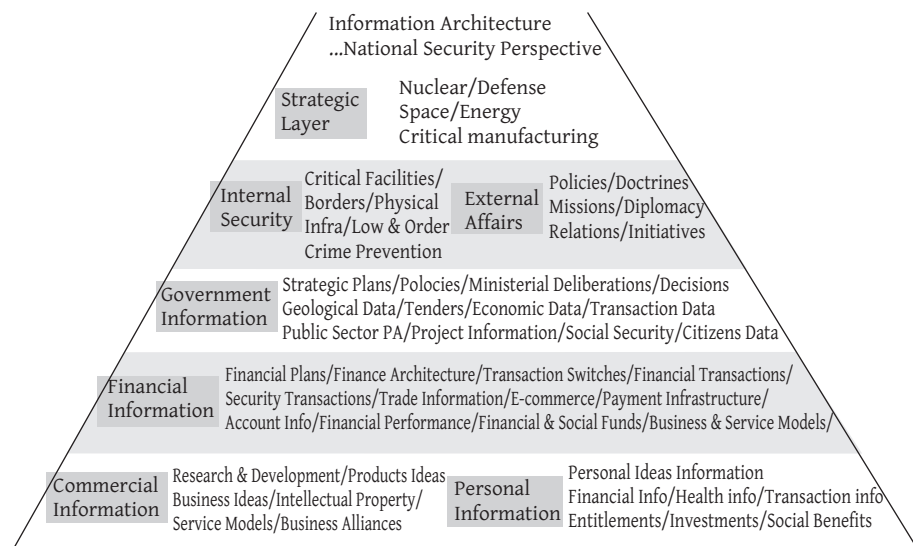 Information Architecture
...National Security Perspective
Strategic
Layer
Nuclear/Defense
Space/Energy
Critical manufacturing
Internal
Security
Critical Facilities/
Borders/Physical
Infra/Low & Order
Crime Prevention
External
Affairs
Policies/Doctrines
Missions/Diplomacy
Relations/Initiatives
Government
Information
Strategic Plans/Polocies/Ministerial Deliberations/Decisions
Geological Data/Tenders/Economic Data/Transaction Data
Public Sector PA/Project Information/Social Security/Citizens Data
Financial
Information
Financial Plans/Finance Architecture/Transaction Switches/Financial Transactions/
Security Transactions/Trade Information/E-commerce/Payment Infrastructure/
Account Info/Financial Performance/Financial & Social Funds/Business & Service Models/
Commercial
Information
Research & Development/Products Ideas
Business Ideas/Intellectual Property/
Service Models/Business Alliances
Personal
Information
Personal Ideas Information
Financial Info/Health info/Transaction info
Entitlements/Investments/Social Benefits